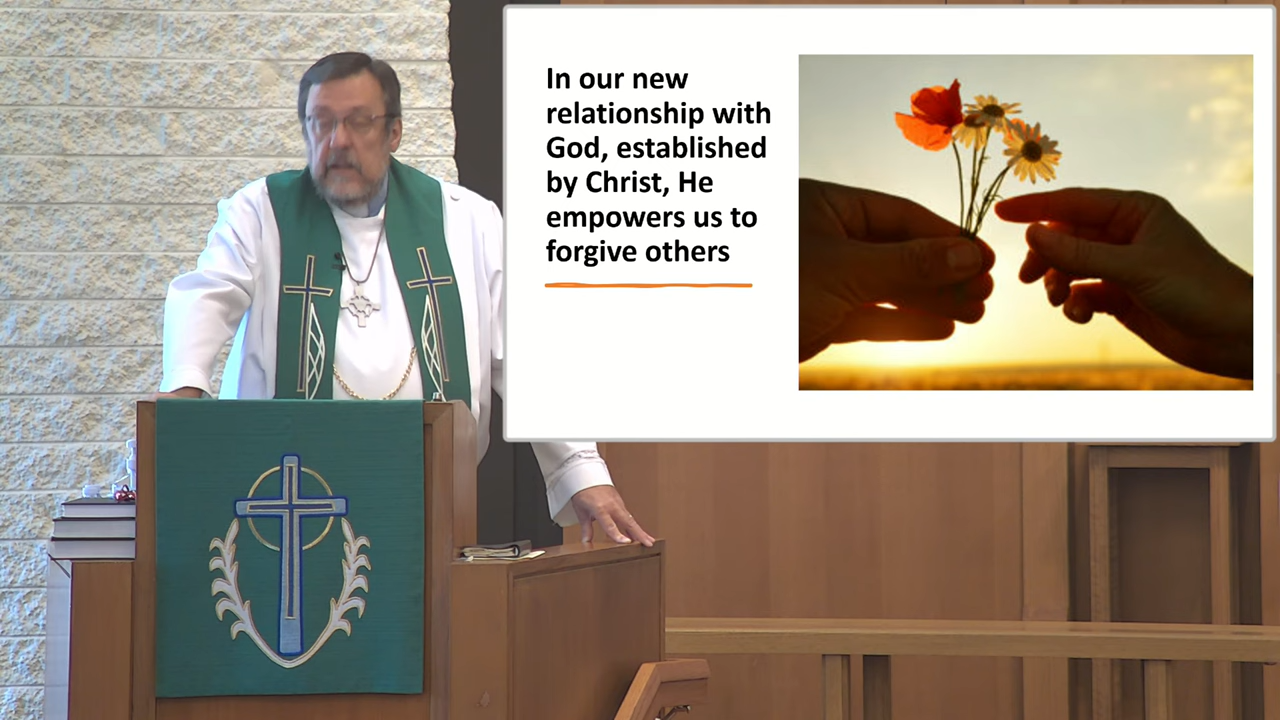 In our new
relationship with
God, established
by Christ, He
empowers us to
forgive others